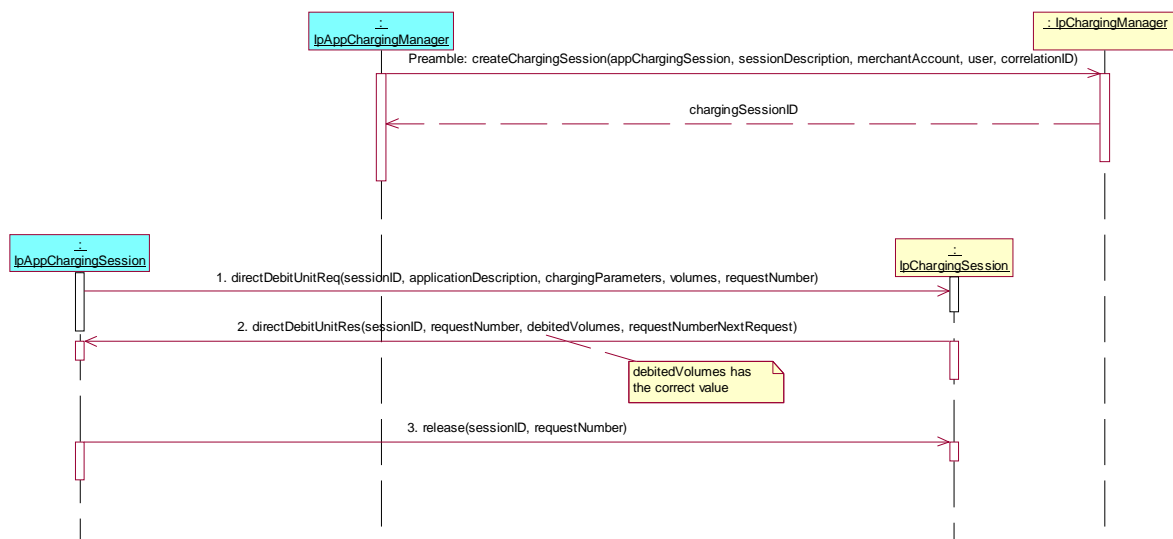 :
IpAppChargingManager
: IpChargingManager
Preamble: createChargingSession(appChargingSession, sessionDescription, merchantAccount, user, correlationID)
chargingSessionID
:
IpAppChargingSession
:
IpChargingSession
1. directDebitUnitReq(sessionID, applicationDescription, chargingParameters, volumes, requestNumber)
2. directDebitUnitRes(sessionID, requestNumber, debitedVolumes, requestNumberNextRequest)
debitedVolumes has
the correct value
3. release(sessionID, requestNumber)